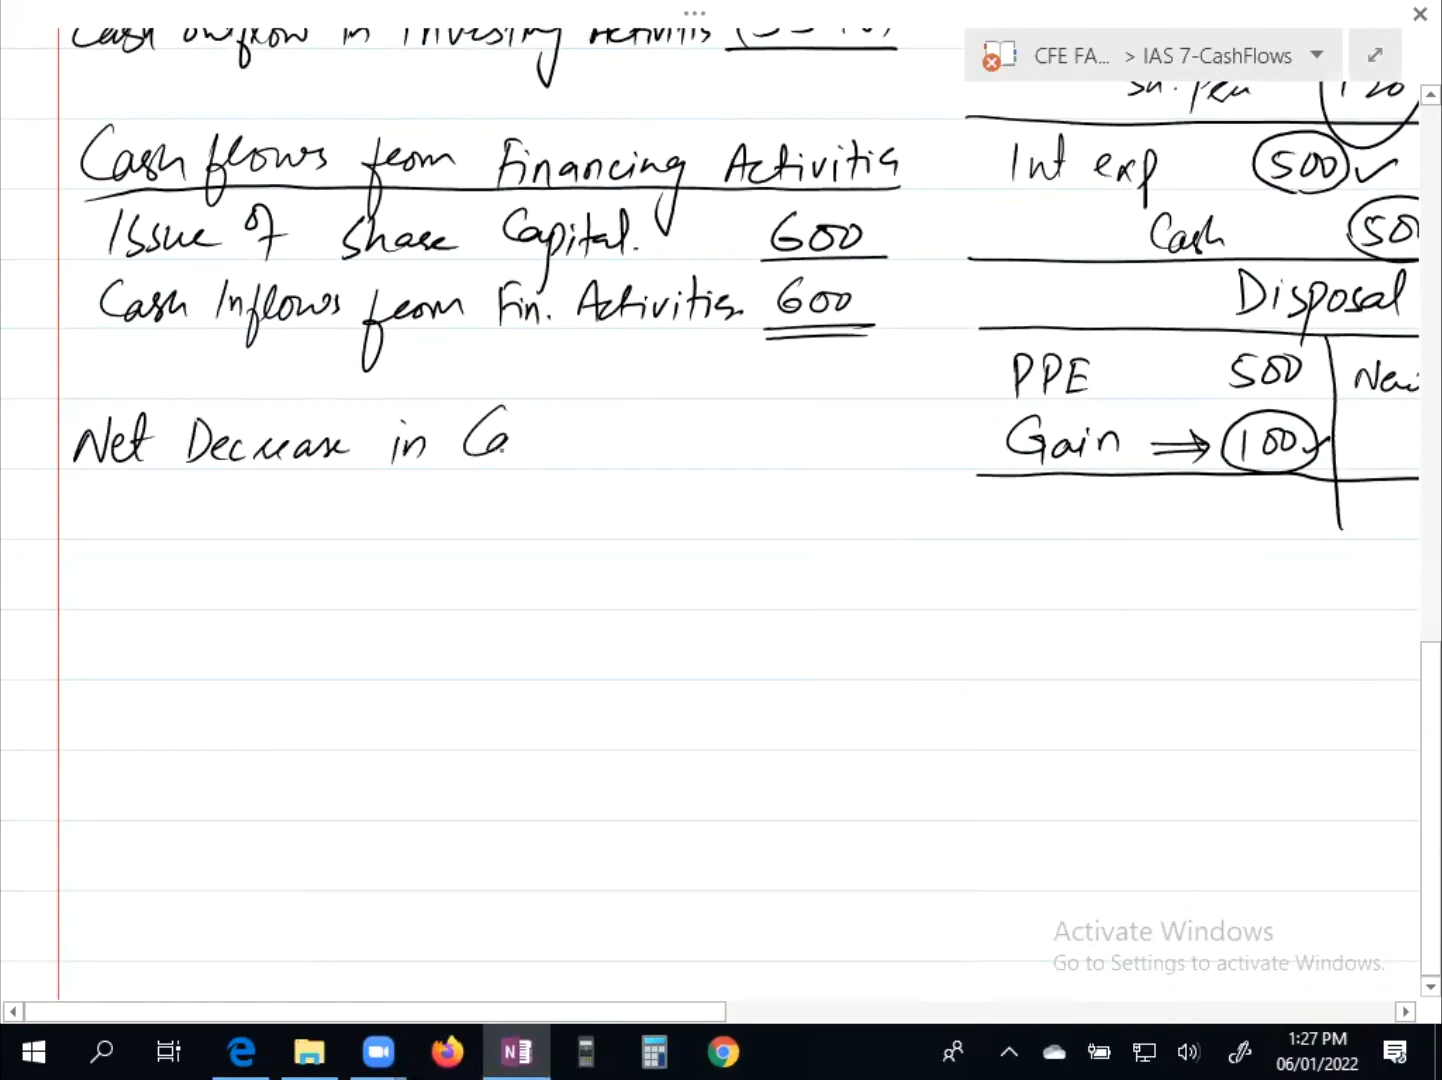 CFE FA... > IAS 7-CashFlows
Cash flows from Financing Activities
Issue of Share Capital. 600
Cash Inflows from Fin. Activities 600
Net Decrease in Ca
Int exp 500
Cash
Disposal
PPE 500
Gain ⇒ 100
Activate Windows
Go to Settings to activate Windows.
1:27 PM
06/01/2022